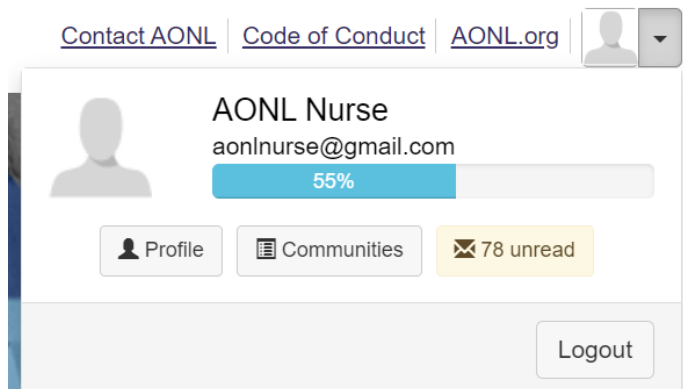 Contact AONL Code of Conduct AONL.org
AONL Nurse
aonlnurse@gmail.com
55%
Profile Communities 78 unread
Logout